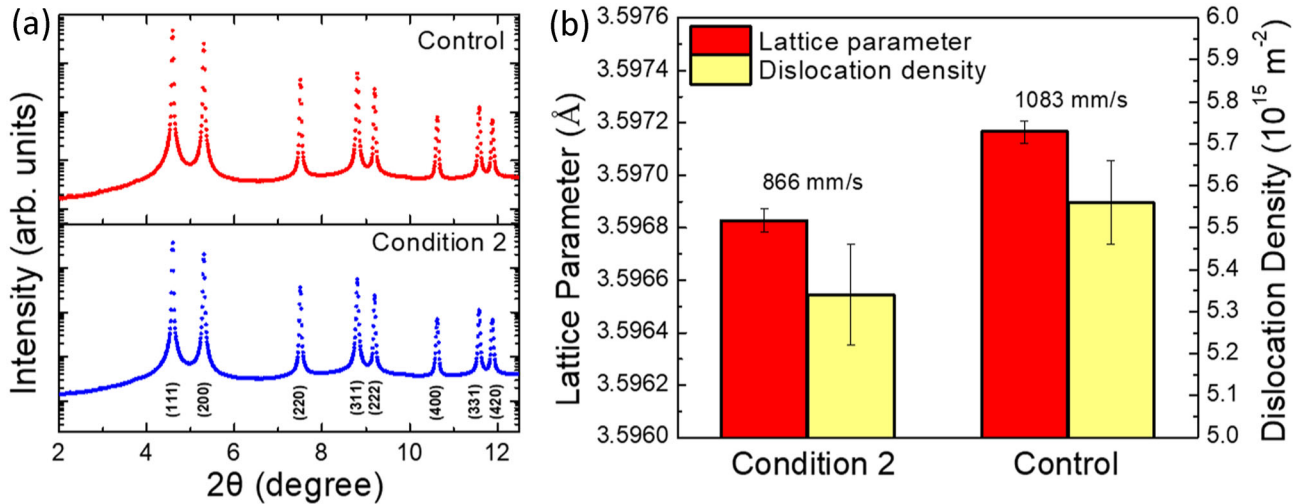 (a)
Control
Condition 2
(111)
(200)
(220)
(311)
(222)
(400)
(331)
(420)
2 4 6 8 10 12
2θ (degree)
Intensity (arb. units)
(b)
Lattice parameter
Dislocation density
3.5976
3.5974
3.5972
3.5970
3.5968
3.5966
3.5964
3.5962
3.5960
Lattice Parameter (Å)
866 mm/s
1083 mm/s
Condition 2 Control
6.0
5.9
5.8
5.7
5.6
5.5
5.4
5.3
5.2
5.1
5.0
Dislocation Density (10¹⁵ m⁻²)